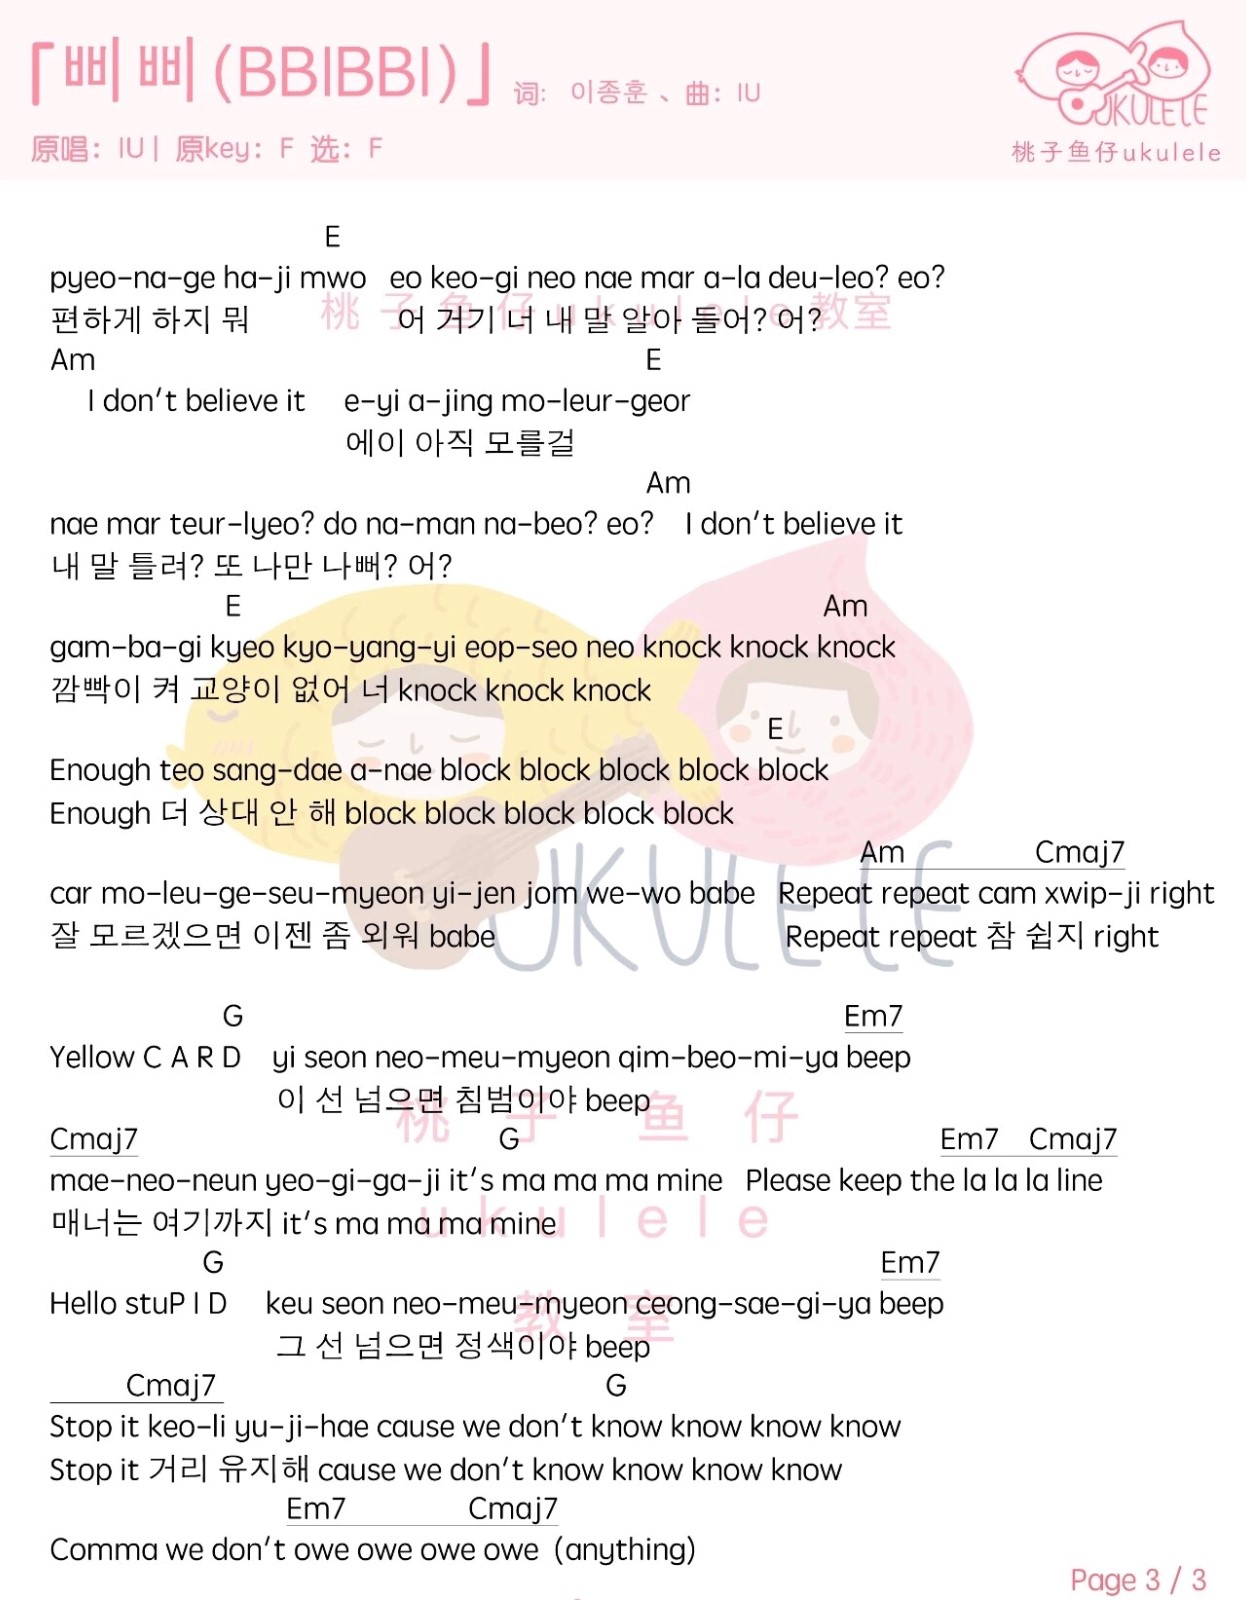 「삐삐(BBIBBI)」 词： 이종훈 、曲：IU
原唱：IU | 原key：F 选：F
UKULELE
桃子鱼仔ukulele
E
pyeo-na-ge ha-ji mwo eo keo-gi neo nae mar a-la deu-leo? eo?
桃子鱼仔ukulele教室
편하게 하지 뭐 어 거기 너 내 말 알아 들어? 어?
Am E
I don't believe it e-yi a-jing mo-leur-geor
에이 아직 모를걸
Am
nae mar teur-lyeo? do na-man na-beo? eo? I don't believe it
내 말 틀려? 또 나만 나뻐? 어?
E Am
gam-ba-gi kyeo kyo-yang-yi eop-seo neo knock knock knock
깜빡이 켜 교양이 없어 너 knock knock knock
E
Enough teo sang-dae a-nae block block block block block
Enough 더 상대 안 해 block block block block block
Am Cmaj7
car mo-leu-ge-seu-myeon yi-jen jom we-wo babe Repeat repeat cam xwip-ji right
잘 모르겠으면 이젠 좀 외워 babe Repeat repeat 참 쉽지 right
UKULELE
G Em7
Yellow C A R D yi seon neo-meu-myeon qim-beo-mi-ya beep
이 선 넘으면 침범이야 beep
桃子鱼仔
Cmaj7 G Em7 Cmaj7
mae-neo-neun yeo-gi-ga-ji it's ma ma ma mine Please keep the la la la line
매너는 여기까지 it's ma ma ma mine
ukulele
G Em7
Hello stuP I D keu seon neo-meu-myeon ceong-sae-gi-ya beep
教室
그 선 넘으면 정색이야 beep
Cmaj7 G
Stop it keo-li yu-ji-hae cause we don't know know know know
Stop it 거리 유지해 cause we don't know know know know
Em7 Cmaj7
Comma we don't owe owe owe owe (anything)
Page 3 / 3